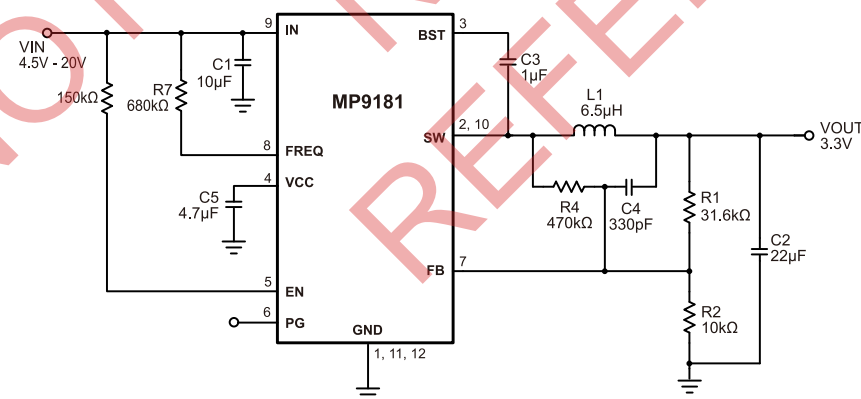 NOT
REFER
VIN
4.5V - 20V
150kΩ
R7
680kΩ
C1
10µF
C5
4.7µF
9
8
4
5
6
IN
FREQ
VCC
EN
PG
MP9181
GND
1, 11, 12
BST
SW
FB
3
2, 10
7
C3
1µF
L1
6.5µH
R4
470kΩ
C4
330pF
R1
31.6kΩ
R2
10kΩ
C2
22µF
VOUT
3.3V